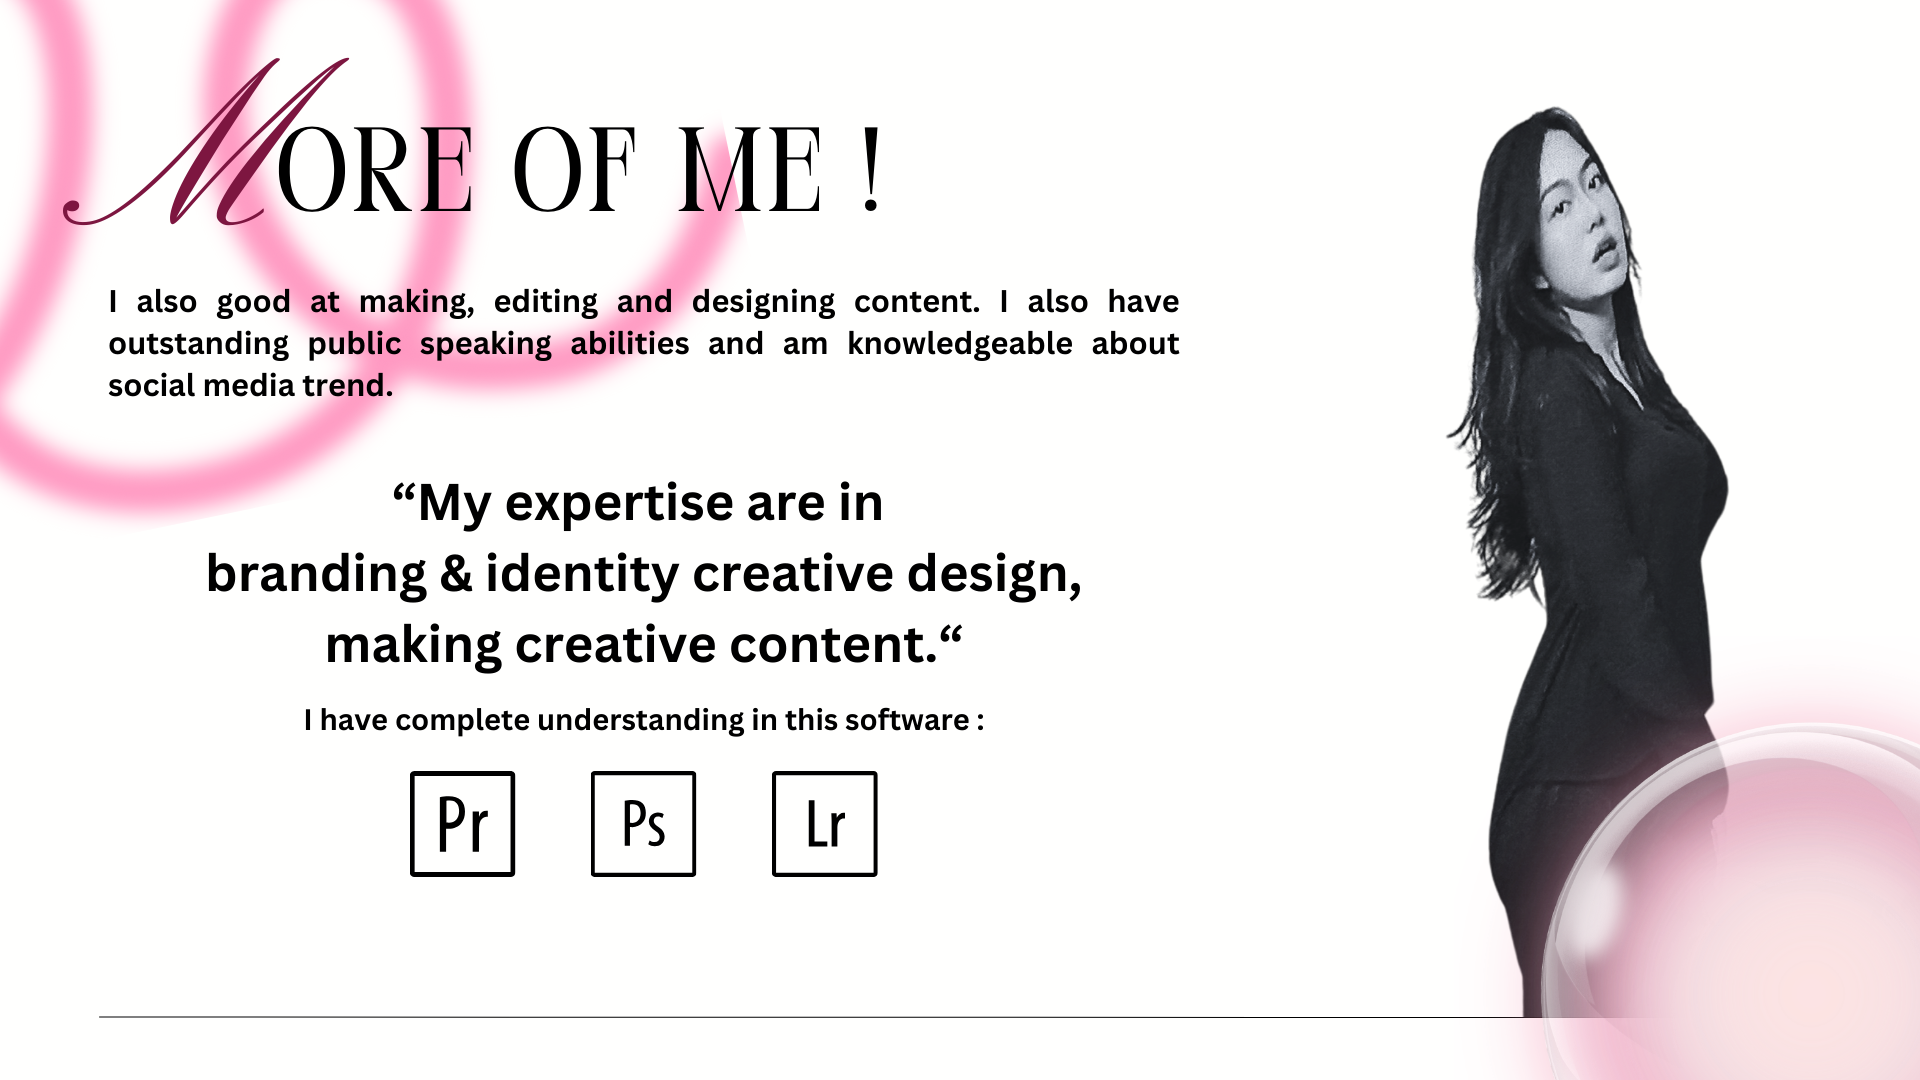 MORE OF ME !
I also good at making, editing and designing content. I also have
outstanding public speaking abilities and am knowledgeable about
social media trend.
“My expertise are in
branding & identity creative design,
making creative content.“
I have complete understanding in this software :
Pr Ps Lr